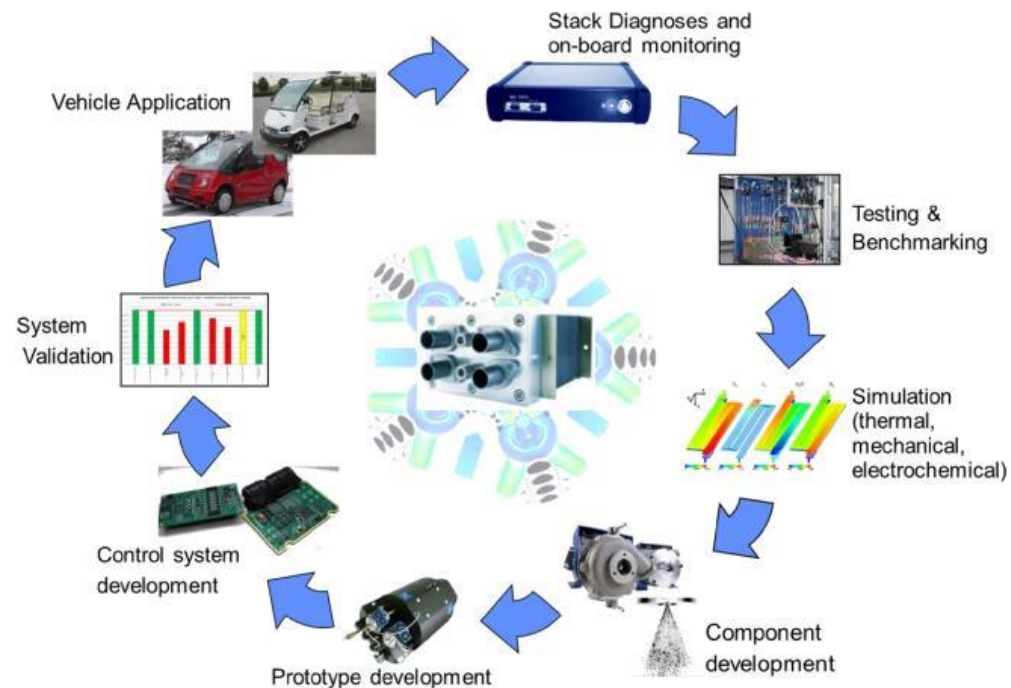 Stack Diagnoses and
on-board monitoring
Vehicle Application
Testing &
Benchmarking
System
Validation
Simulation
(thermal,
mechanical,
electrochemical)
Control system
development
Component
development
Prototype development